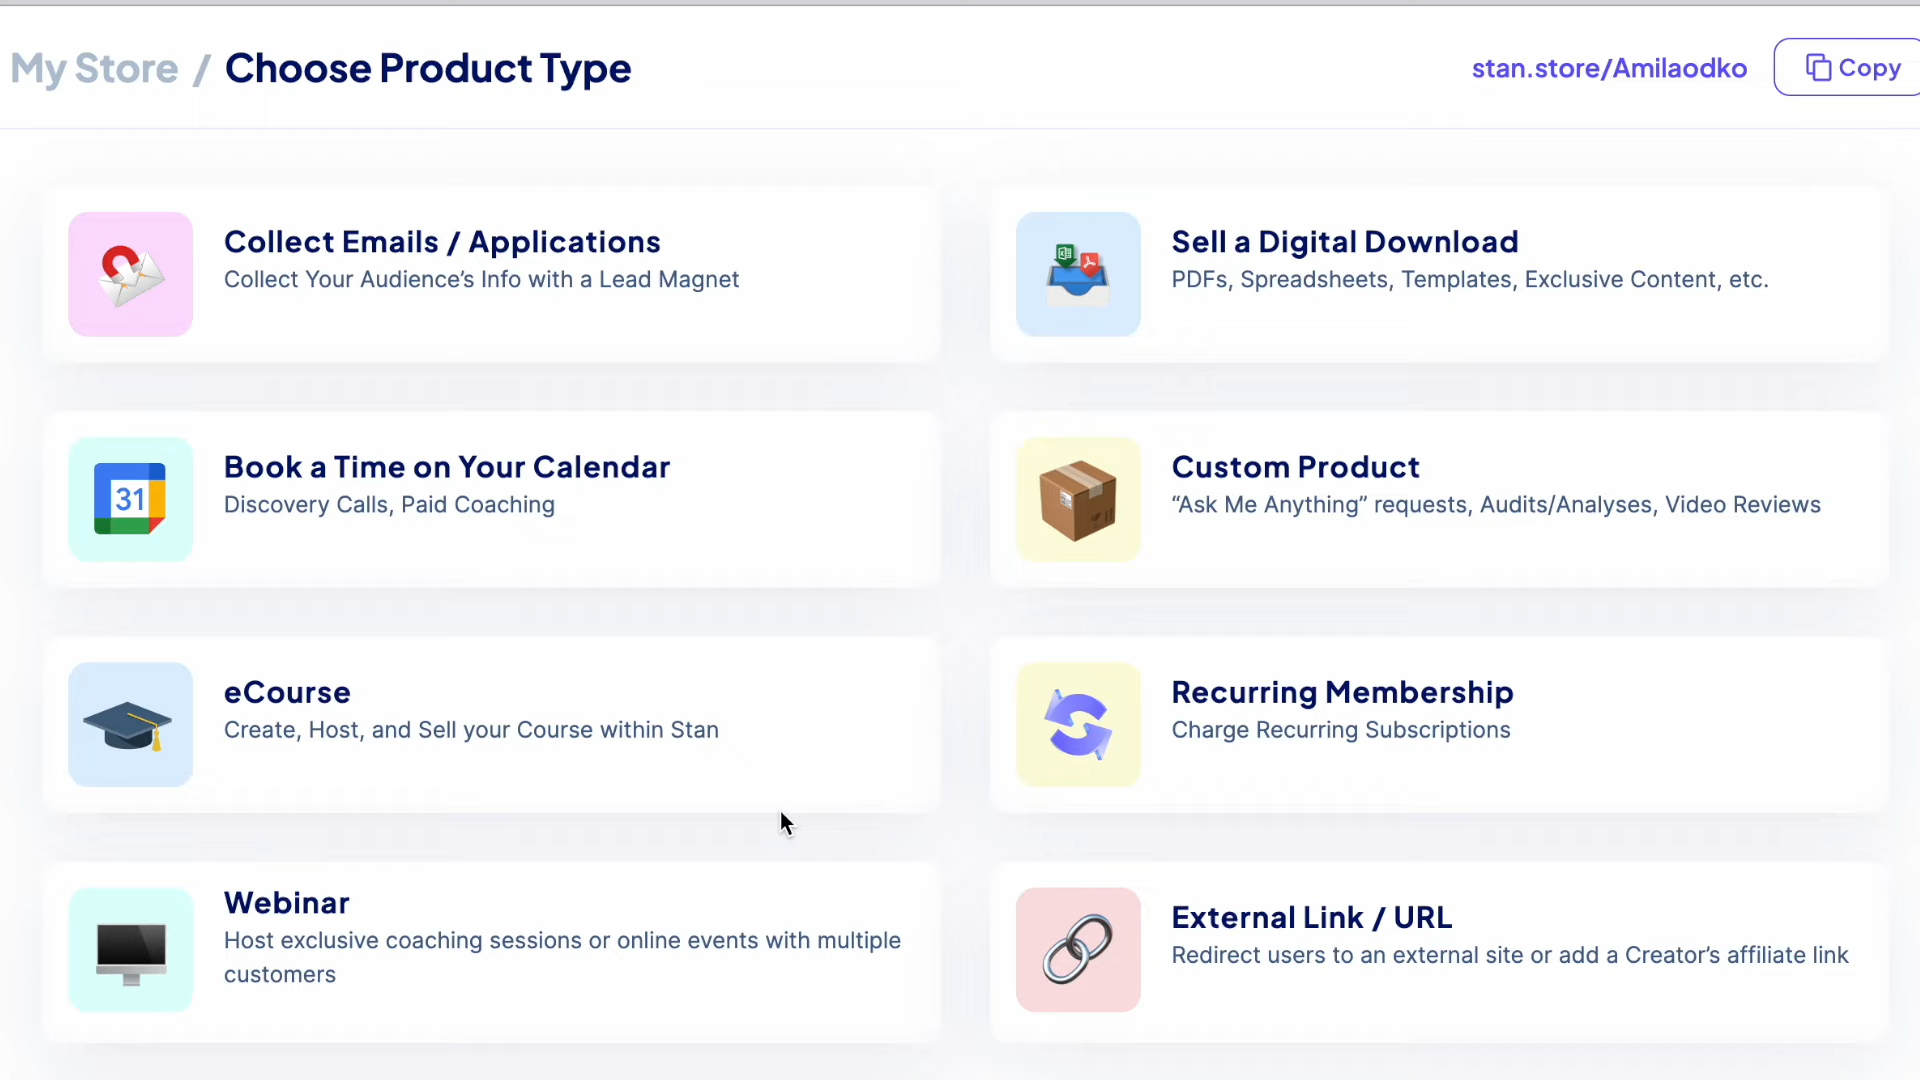 My Store / Choose Product Type
stan.store/Amilaodko
Copy
Collect Emails / Applications
Collect Your Audience’s Info with a Lead Magnet
Sell a Digital Download
PDFs, Spreadsheets, Templates, Exclusive Content, etc.
31
Book a Time on Your Calendar
Discovery Calls, Paid Coaching
Custom Product
“Ask Me Anything” requests, Audits/Analyses, Video Reviews
eCourse
Create, Host, and Sell your Course within Stan
Recurring Membership
Charge Recurring Subscriptions
Webinar
Host exclusive coaching sessions or online events with multiple
customers
External Link / URL
Redirect users to an external site or add a Creator’s affiliate link